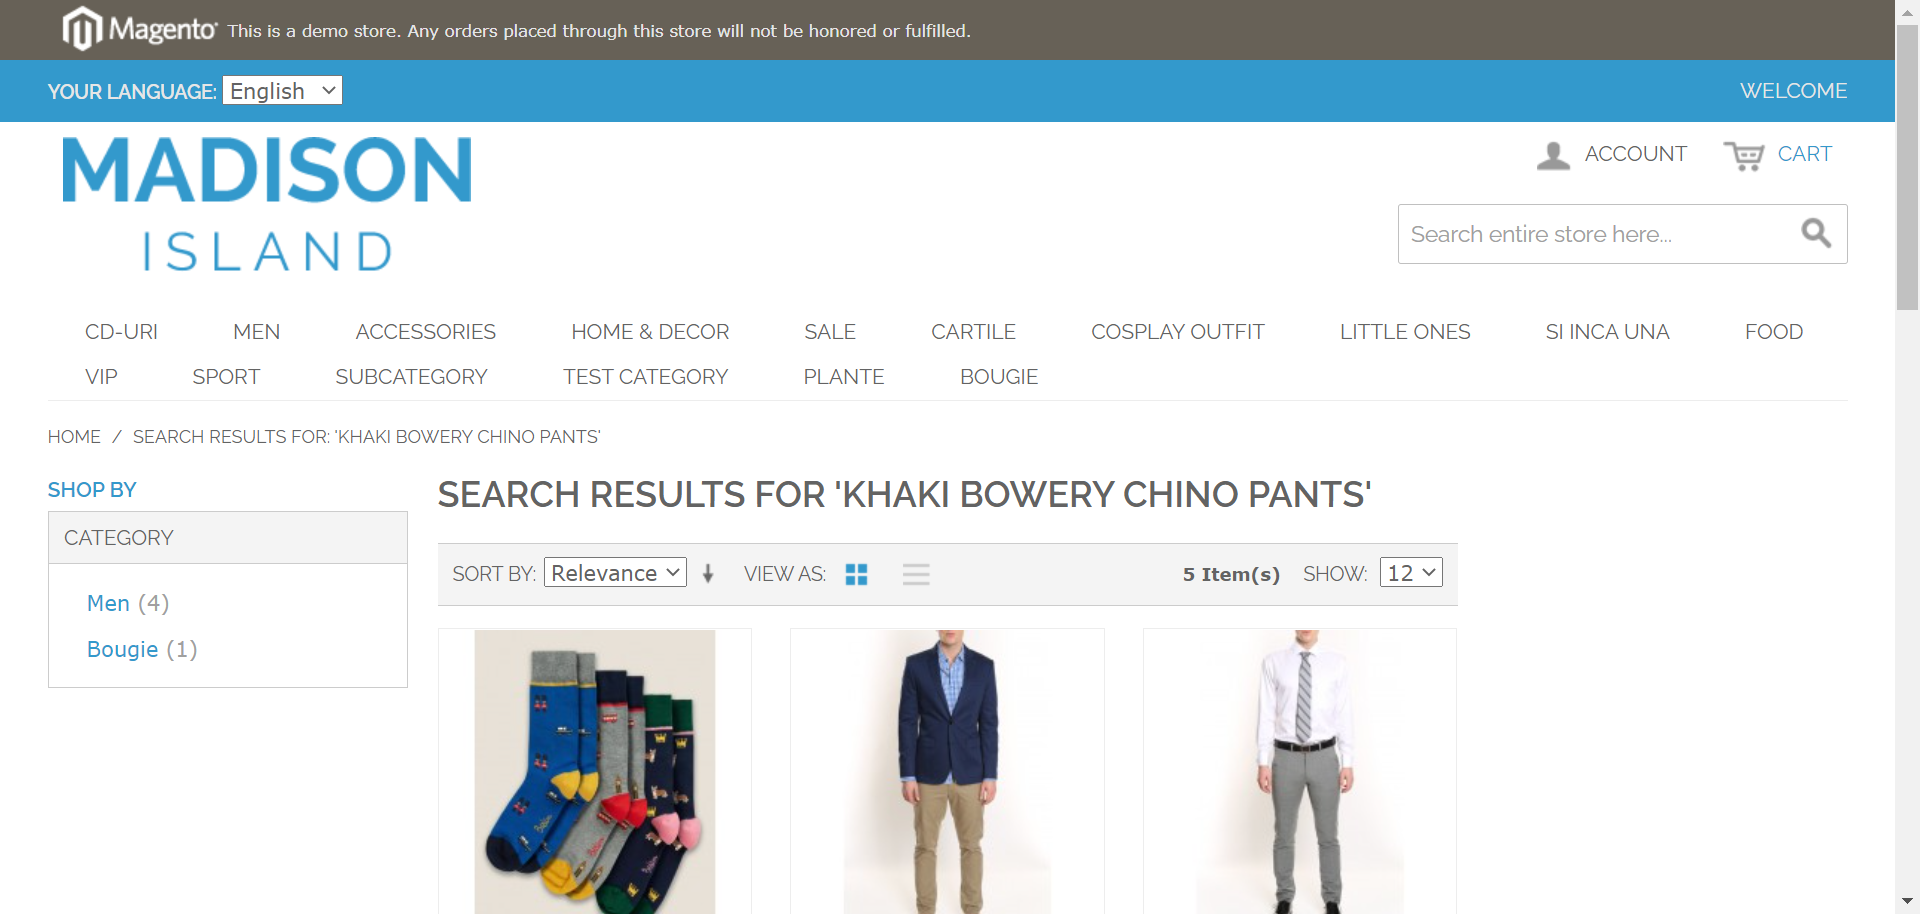 Magento® This is a demo store. Any orders placed through this store will not be honored or fulfilled.
YOUR LANGUAGE: English WELCOME
MADISON
ISLAND
ACCOUNT CART
Search entire store here...
CD-URI MEN ACCESSORIES HOME & DECOR SALE CARTILE COSPLAY OUTFIT LITTLE ONES SI INCA UNA FOOD
VIP SPORT SUBCATEGORY TEST CATEGORY PLANTE BOUGIE
HOME / SEARCH RESULTS FOR: 'KHAKI BOWERY CHINO PANTS'
SHOP BY
CATEGORY
Men (4)
Bougie (1)
SEARCH RESULTS FOR 'KHAKI BOWERY CHINO PANTS'
SORT BY: Relevance VIEW AS: 5 Item(s) SHOW: 12